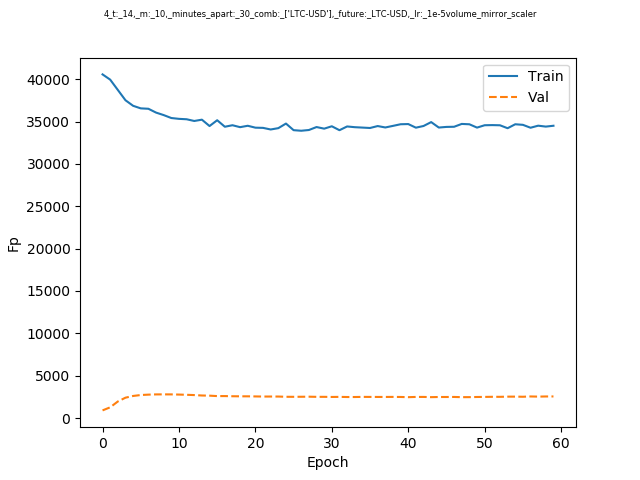 4_t:_14,_m:_10,_minutes_apart:_30_comb:_['LTC-USD'],_future:_LTC-USD,_lr:_1e-5volume_mirror_scaler
Train
Val
40000
35000
30000
25000
20000
15000
10000
5000
0
Fp
0 10 20 30 40 50 60
Epoch